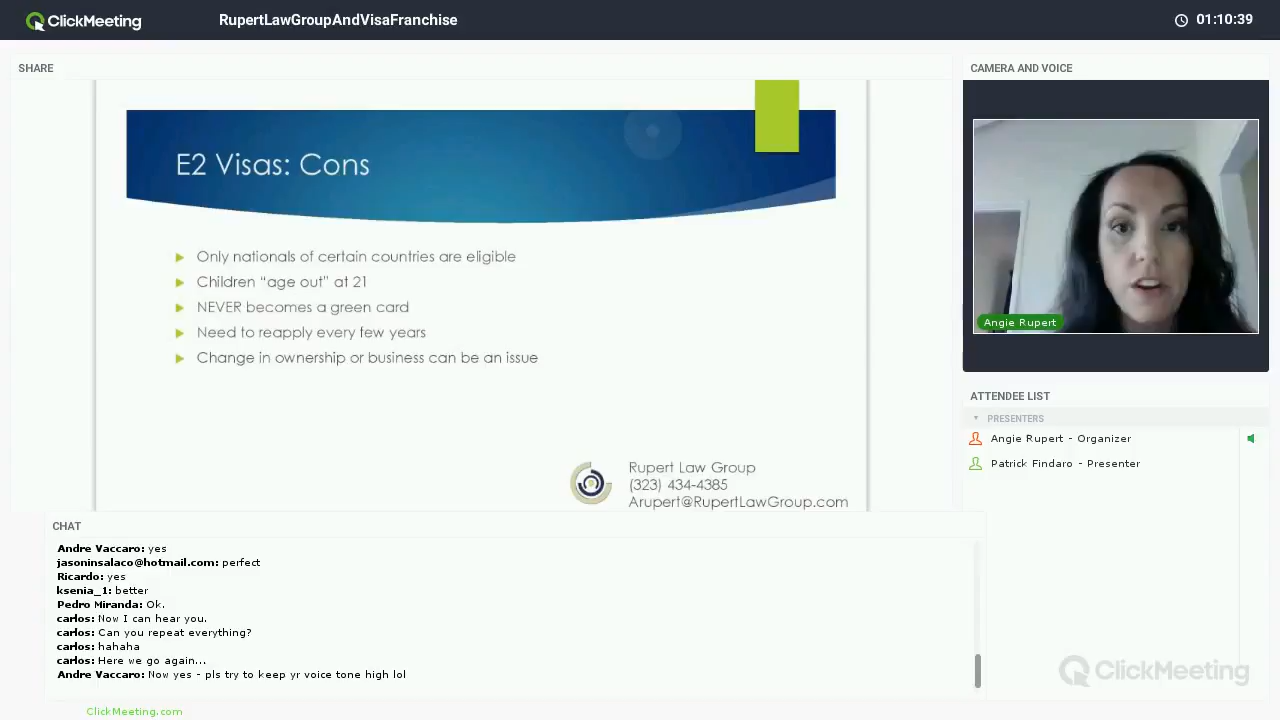 ClickMeeting
RupertLawGroupAndVisaFranchise
01:10:39
SHARE
E2 Visas: Cons
Only nationals of certain countries are eligible
Children “age out” at 21
NEVER becomes a green card
Need to reapply every few years
Change in ownership or business can be an issue
Rupert Law Group
(323) 434-4385
Arupert@RupertLawGroup.com
CAMERA AND VOICE
Angie Rupert
ATTENDEE LIST
PRESENTERS
Angie Rupert - Organizer
Patrick Findaro - Presenter
CHAT
Andre Vaccaro: yes
jasoninsalaco@hotmail.com: perfect
Ricardo: yes
ksenia_1: better
Pedro Miranda: Ok.
carlos: Now I can hear you.
carlos: Can you repeat everything?
carlos: hahaha
carlos: Here we go again...
Andre Vaccaro: Now yes - pls try to keep yr voice tone high lol
ClickMeeting
ClickMeeting.com